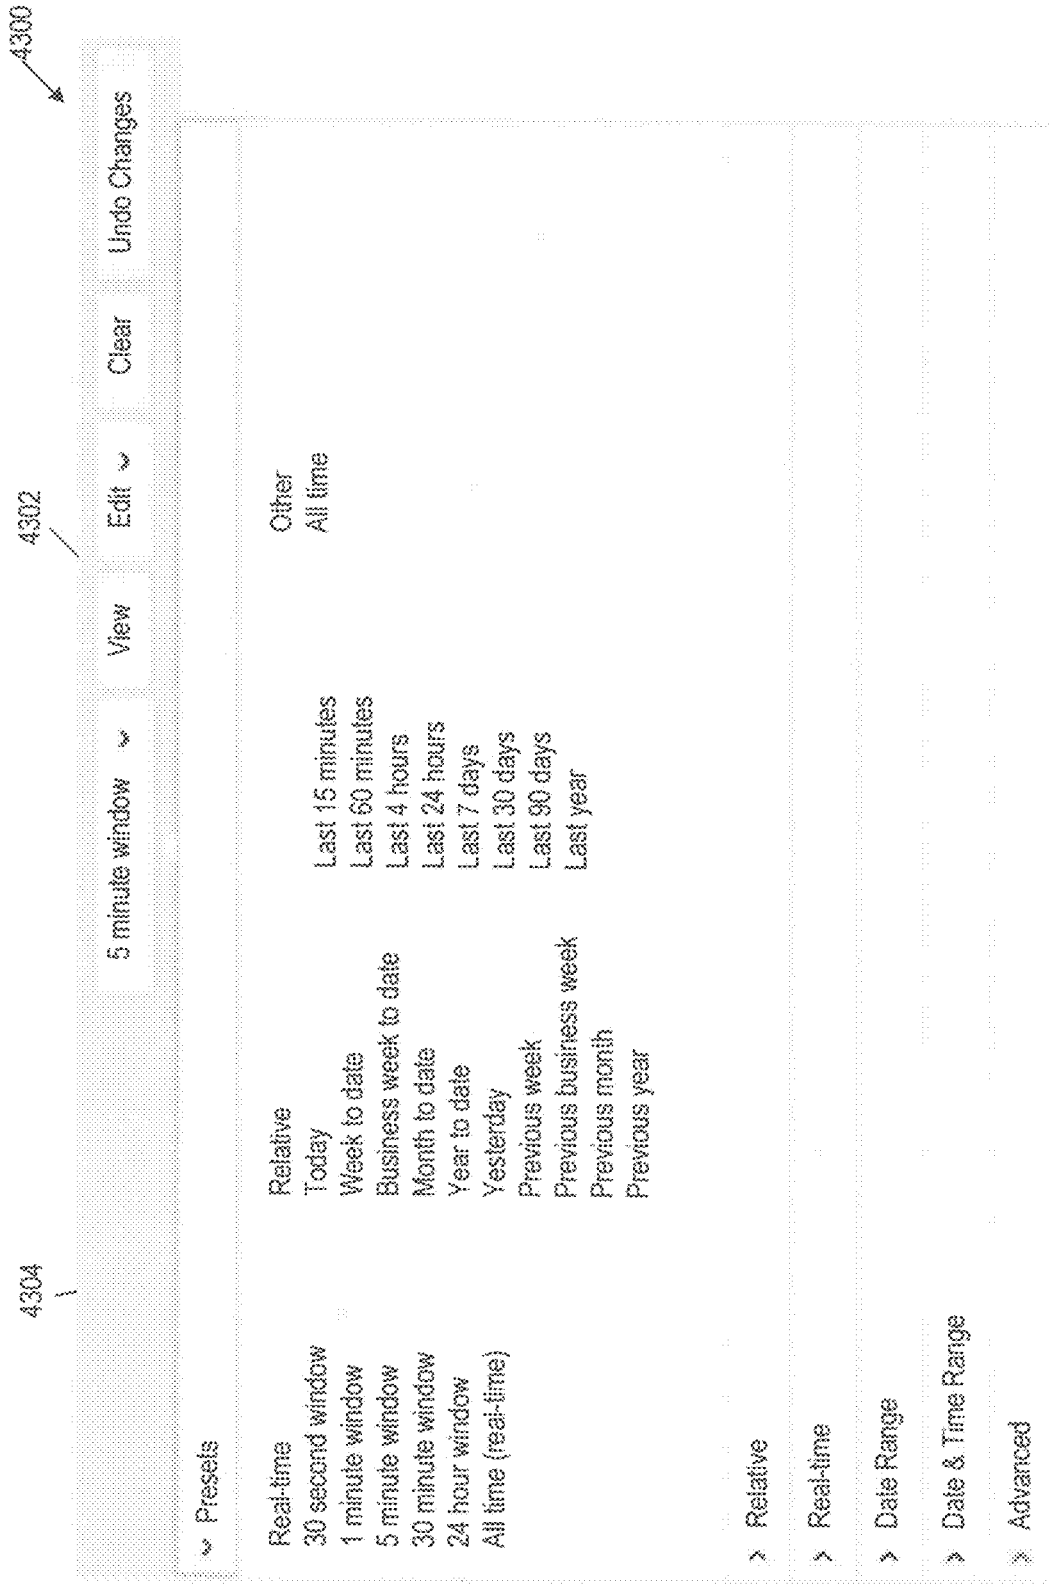 4300
4302
4304
5 minute window
View
Edit
Clear
Undo Changes
Presets
Real-time
30 second window
1 minute window
5 minute window
30 minute window
24 hour window
All time (real-time)
Relative
Today
Week to date
Business week to date
Month to date
Year to date
Yesterday
Previous week
Previous business week
Previous month
Previous year
Last 15 minutes
Last 60 minutes
Last 4 hours
Last 24 hours
Last 7 days
Last 30 days
Last 90 days
Last year
Other
All time
Relative
Real-time
Date Range
Date & Time Range
Advanced